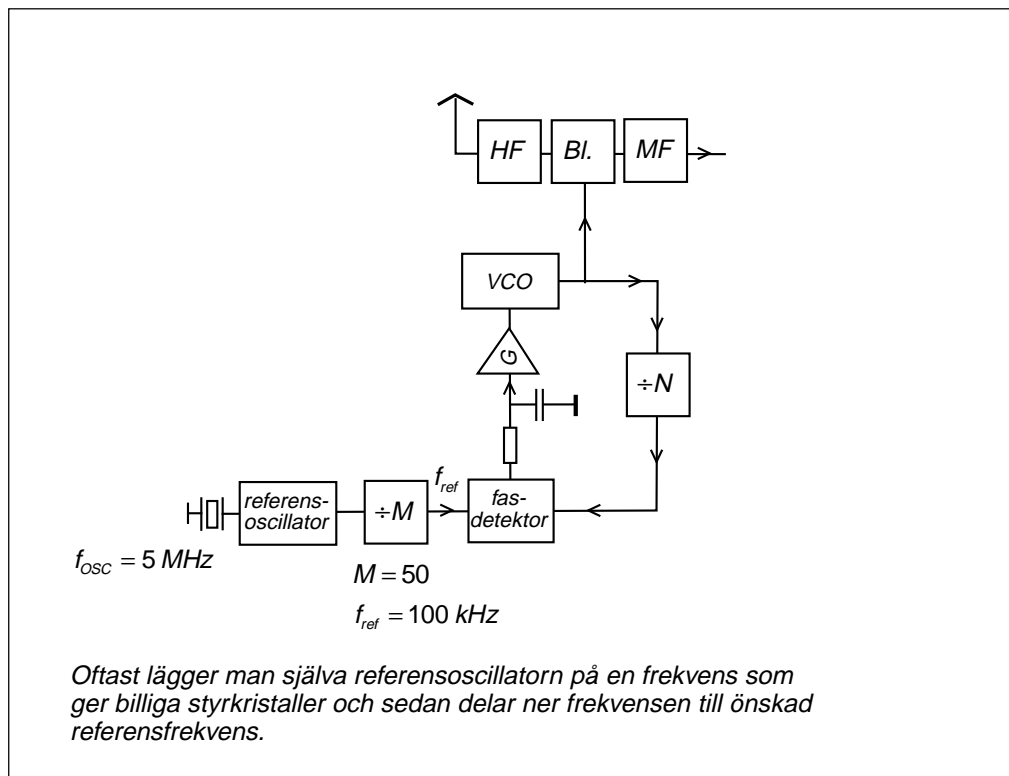 HF Bl. MF
VCO
G
÷N
f_ref
referens-
oscillator
÷M
fas-
detektor
f_OSC = 5 MHz
M = 50
f_ref = 100 kHz
Oftast lägger man själva referensoscillatorn på en frekvens som
ger billiga styrkristaller och sedan delar ner frekvensen till önskad
referensfrekvens.